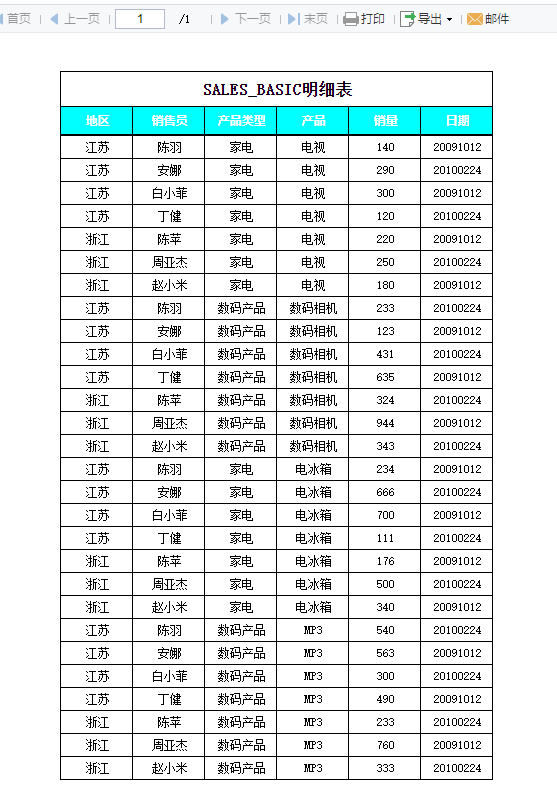 首页 上一页 1 /1 下一页 末页 打印 导出 邮件
SALES_BASIC明细表
地区 销售员 产品类型 产品 销量 日期
江苏 陈羽 家电 电视 140 20091012
江苏 安娜 家电 电视 290 20100224
江苏 白小菲 家电 电视 300 20091012
江苏 丁健 家电 电视 120 20100224
浙江 陈苹 家电 电视 220 20091012
浙江 周亚杰 家电 电视 250 20100224
浙江 赵小米 家电 电视 180 20091012
江苏 陈羽 数码产品 数码相机 233 20100224
江苏 安娜 数码产品 数码相机 123 20091012
江苏 白小菲 数码产品 数码相机 431 20100224
江苏 丁健 数码产品 数码相机 635 20091012
浙江 陈苹 数码产品 数码相机 324 20100224
浙江 周亚杰 数码产品 数码相机 944 20091012
浙江 赵小米 数码产品 数码相机 343 20100224
江苏 陈羽 家电 电冰箱 234 20091012
江苏 安娜 家电 电冰箱 666 20100224
江苏 白小菲 家电 电冰箱 700 20091012
江苏 丁健 家电 电冰箱 111 20100224
浙江 陈苹 家电 电冰箱 176 20091012
浙江 周亚杰 家电 电冰箱 500 20100224
浙江 赵小米 家电 电冰箱 340 20091012
江苏 陈羽 数码产品 MP3 540 20100224
江苏 安娜 数码产品 MP3 563 20091012
江苏 白小菲 数码产品 MP3 300 20100224
江苏 丁健 数码产品 MP3 490 20091012
浙江 陈苹 数码产品 MP3 233 20100224
浙江 周亚杰 数码产品 MP3 760 20091012
浙江 赵小米 数码产品 MP3 333 20100224